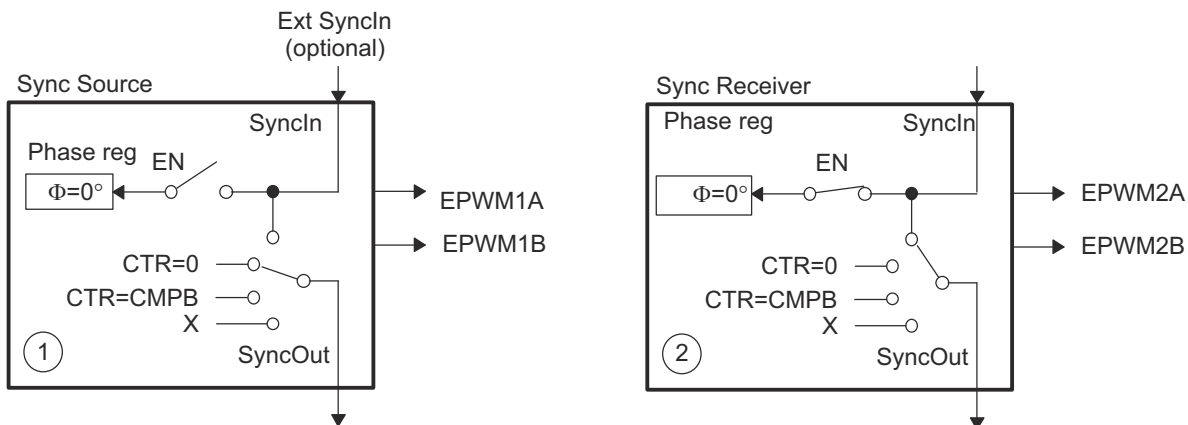 Ext SyncIn
(optional)
Sync Source
SyncIn
Phase reg
EN
Φ=0°
EPWM1A
EPWM1B
CTR=0
CTR=CMPB
X
1
SyncOut
Sync Receiver
Phase reg
SyncIn
EN
Φ=0°
EPWM2A
EPWM2B
CTR=0
CTR=CMPB
X
2
SyncOut